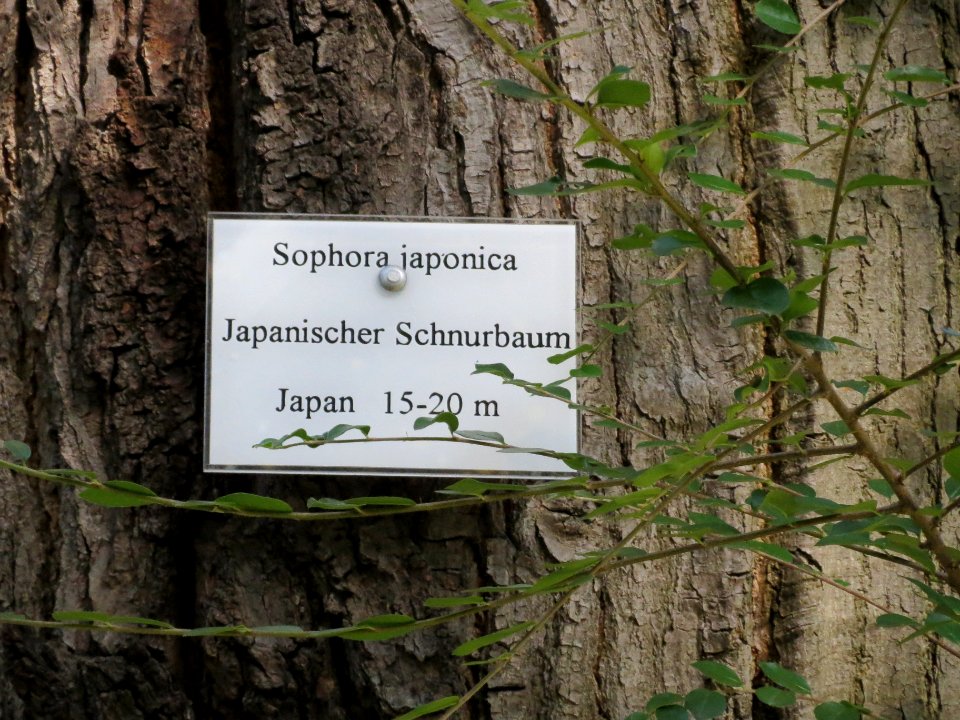 Sophora japonica
Japanischer Schnurbaum
Japan 15-20 m